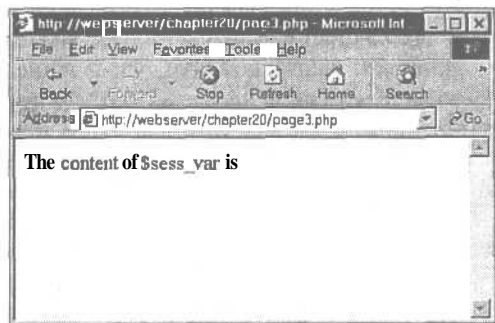 http //webserver/chapter20/page3.php - Microsoft Int
File Edit View Favorites Tools Help
Back Forward Stop Refresh Home Search »
Address http://webserver/chapter20/page3.php Go
The content of $sess_var is